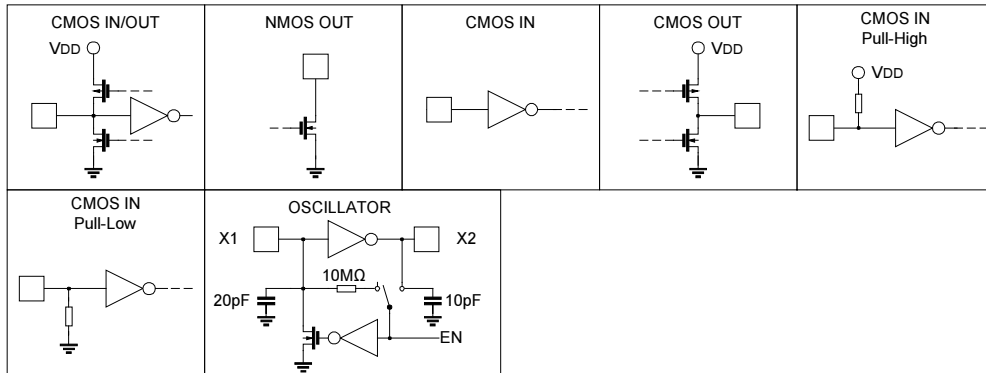 CMOS IN/OUT
VDD
NMOS OUT
CMOS IN
CMOS OUT
VDD
CMOS IN
Pull-High
VDD
CMOS IN
Pull-Low
OSCILLATOR
X1
X2
10MΩ
20pF
10pF
EN